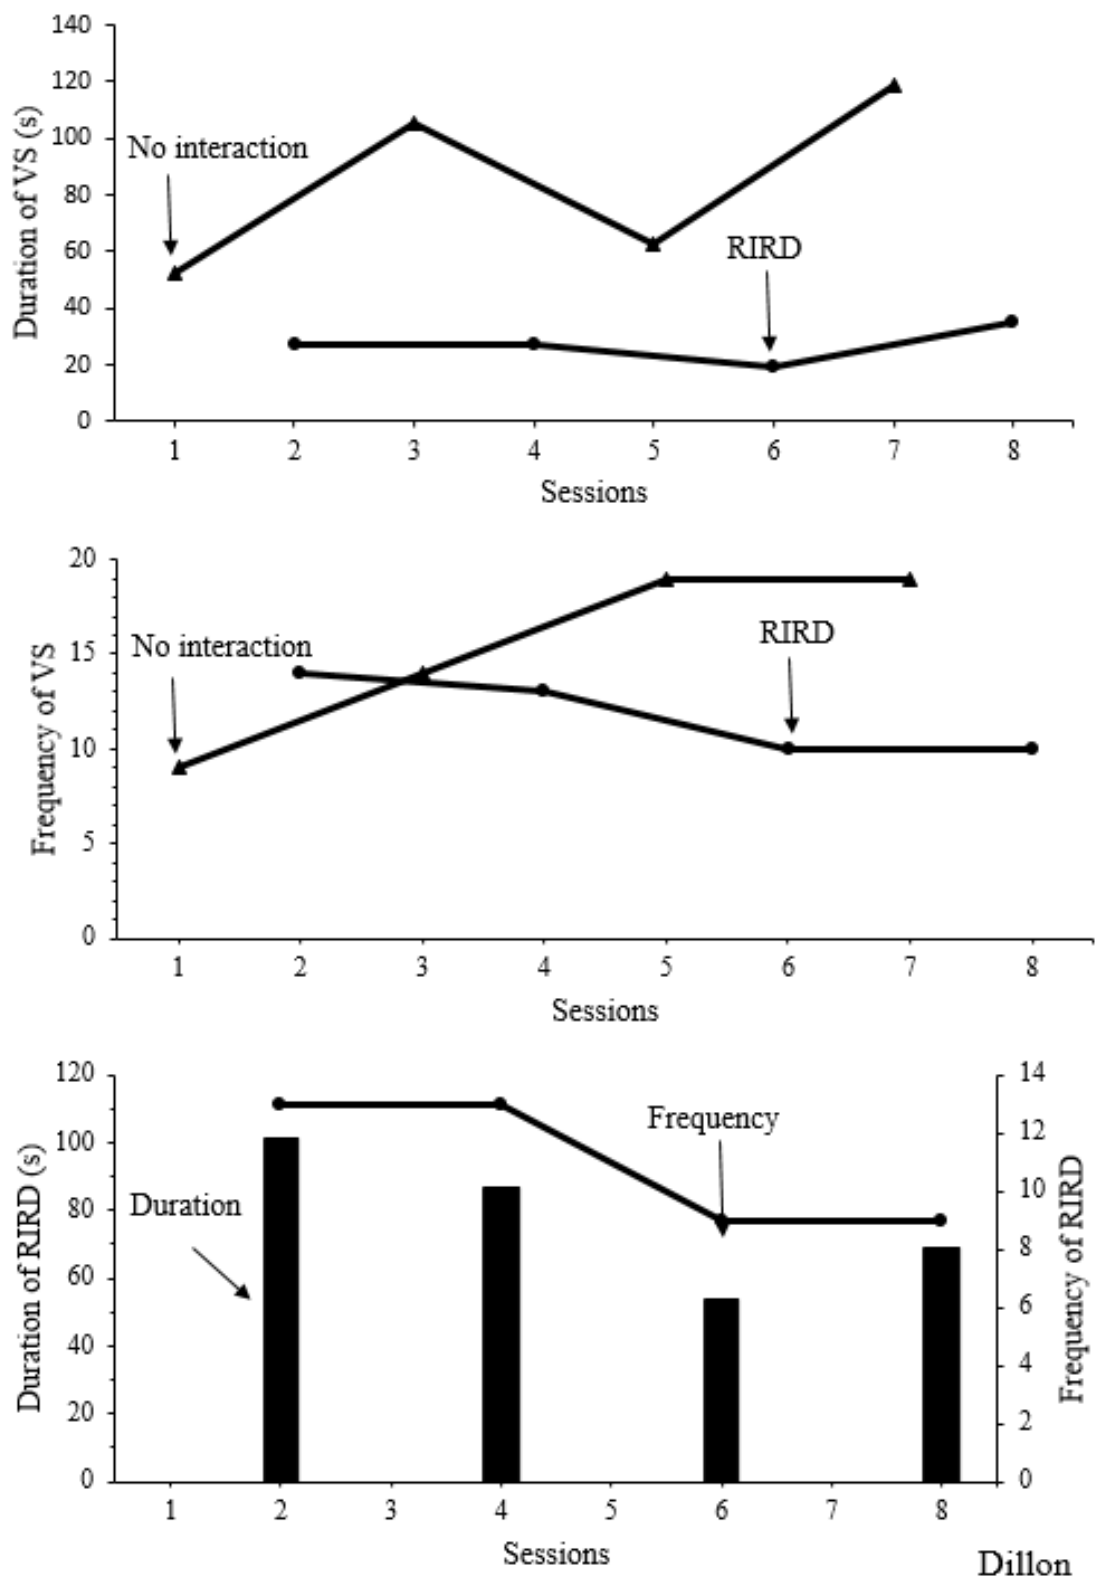 140
120
100
80
60
40
20
0
Duration of VS (s)
No interaction
RIRD
1 2 3 4 5 6 7 8
Sessions
20
15
10
5
0
Frequency of VS
No interaction
RIRD
1 2 3 4 5 6 7 8
Sessions
120
100
80
60
40
20
0
Duration of RIRD (s)
Duration
Frequency
14
12
10
8
6
4
2
0
Frequency of RIRD
1 2 3 4 5 6 7 8
Sessions
Dillon